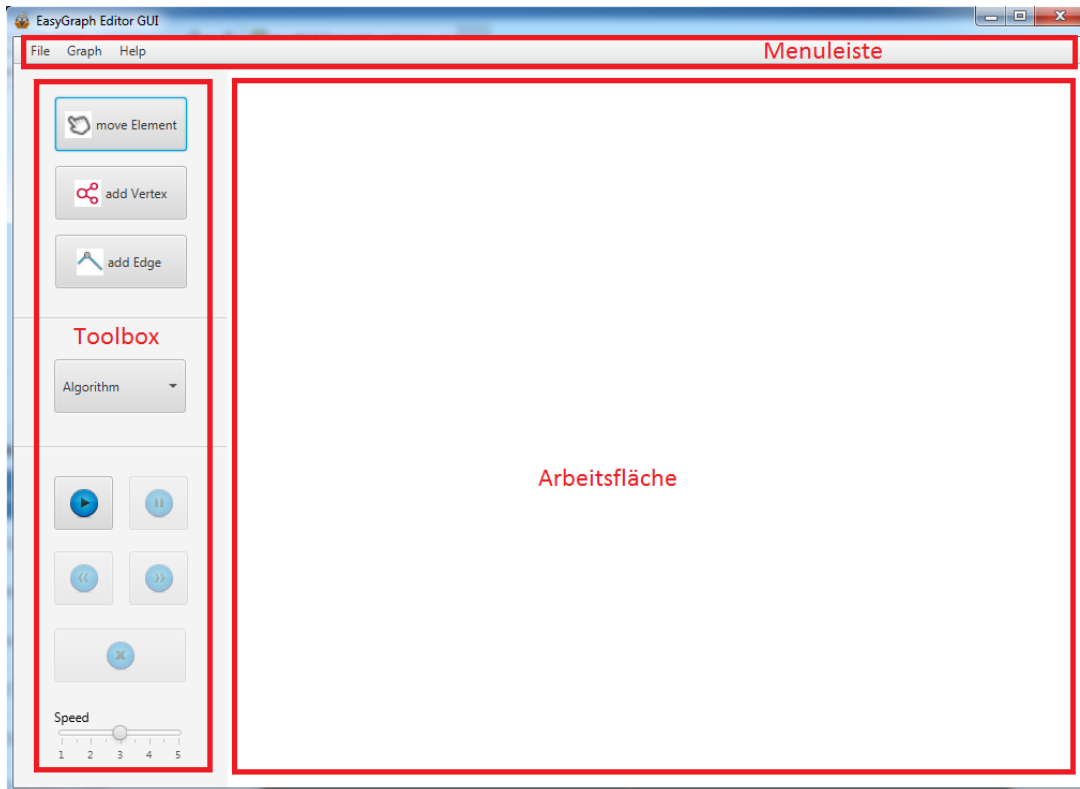 EasyGraph Editor GUI
File Graph Help
Menuleiste
move Element
add Vertex
add Edge
Toolbox
Algorithm
Arbeitsfläche
Speed
1 2 3 4 5